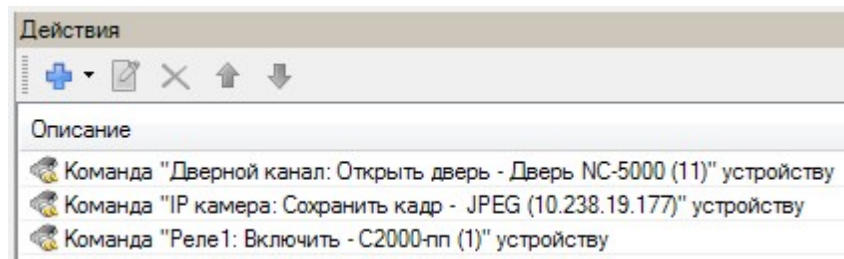 Действия
Описание
Команда "Дверной канал: Открыть дверь - Дверь NC-5000 (11)" устройству
Команда "IP камера: Сохранить кадр - JPEG (10.238.19.177)" устройству
Команда "Реле1: Включить - С2000-пп (1)" устройству